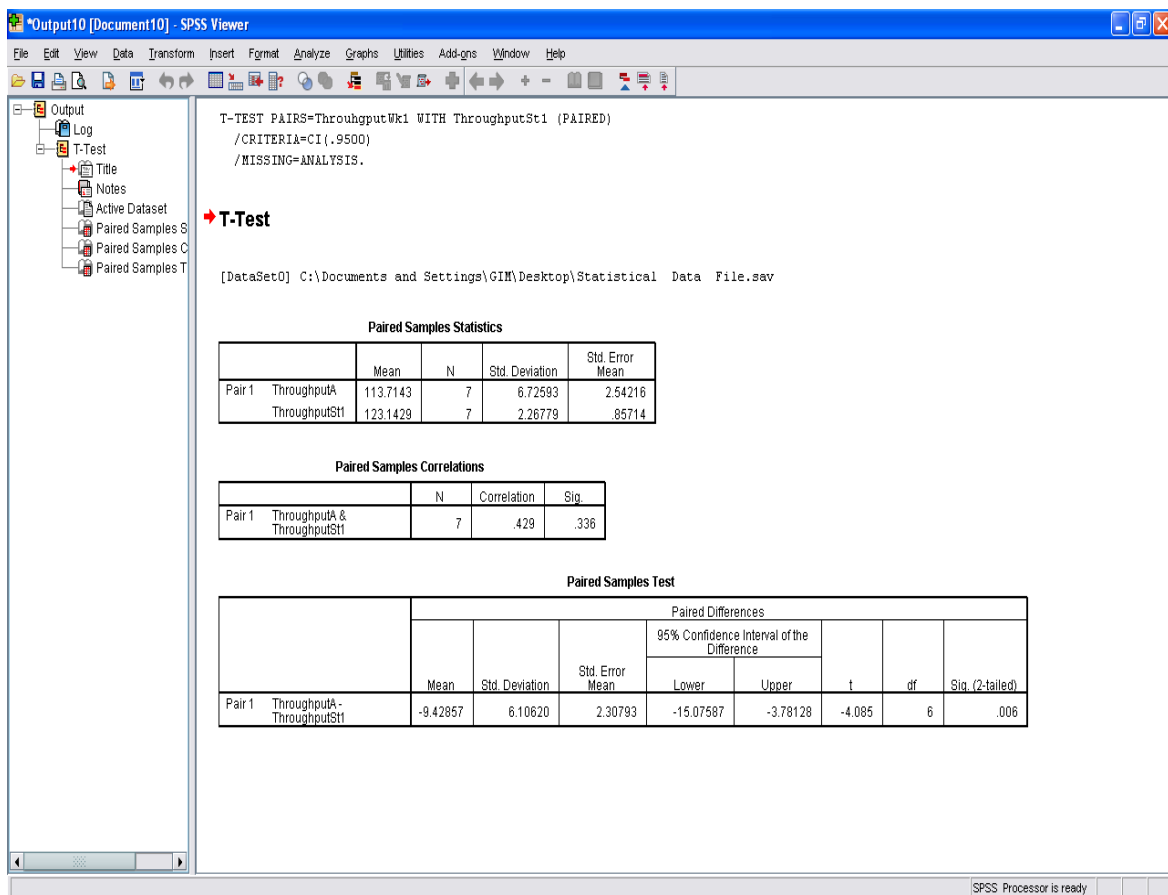 *Output10 [Document10] - SPSS Viewer
File Edit View Data Transform Insert Format Analyze Graphs Utilities Add-ons Window Help
Output
Log
T-Test
Title
Notes
Active Dataset
Paired Samples S
Paired Samples C
Paired Samples T
T-TEST PAIRS=ThrouhgputWk1 WITH ThroughputSt1 (PAIRED)
/CRITERIA=CI(.9500)
/MISSING=ANALYSIS.
T-Test
[DataSet0] C:\Documents and Settings\GIM\Desktop\Statistical Data File.sav
Paired Samples Statistics
Mean N Std. Deviation Std. Error Mean
Pair 1 ThroughputA 113.7143 7 6.72593 2.54216
ThroughputSt1 123.1429 7 2.26779 .85714
Paired Samples Correlations
N Correlation Sig.
Pair 1 ThroughputA & ThroughputSt1 7 .429 .336
Paired Samples Test
Paired Differences
95% Confidence Interval of the Difference
Mean Std. Deviation Std. Error Mean Lower Upper t df Sig. (2-tailed)
Pair 1 ThroughputA - ThroughputSt1 -9.42857 6.10620 2.30793 -15.07587 -3.78128 -4.085 6 .006
SPSS Processor is ready